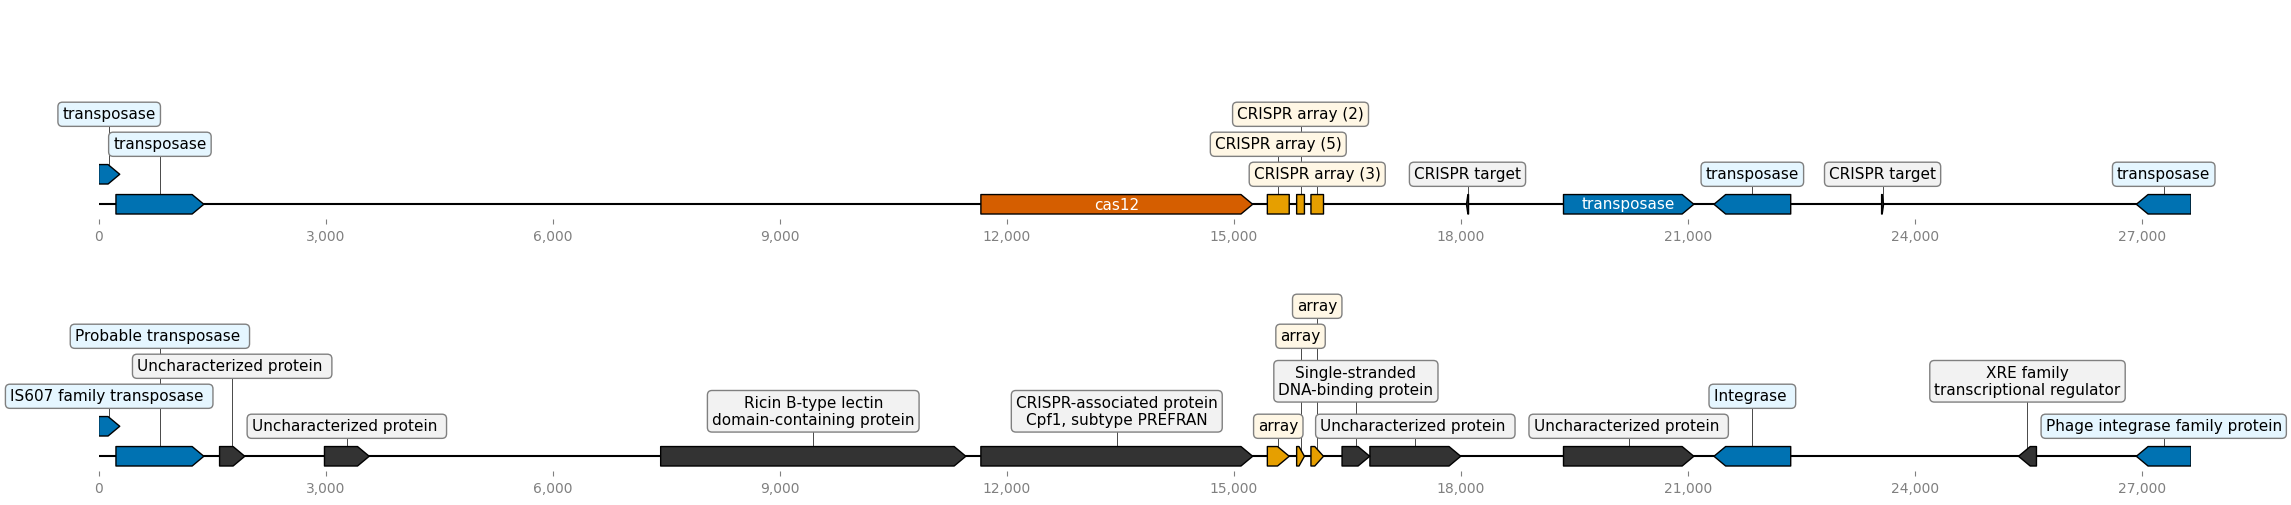 CRISPR array (2)
transposase
transposase
CRISPR array (5)
CRISPR array (3)
CRISPR target
transposase
CRISPR target
transposase
cas12
transposase
0
3,000
6,000
9,000
12,000
15,000
18,000
21,000
24,000
27,000
array
Probable transposase
array
Uncharacterized protein
Single-stranded
DNA-binding protein
XRE family
transcriptional regulator
IS607 family transposase
Ricin B-type lectin
domain-containing protein
CRISPR-associated protein
Cpf1, subtype PREFRAN
Integrase
Uncharacterized protein
array
Uncharacterized protein
Uncharacterized protein
Phage integrase family protein
0
3,000
6,000
9,000
12,000
15,000
18,000
21,000
24,000
27,000